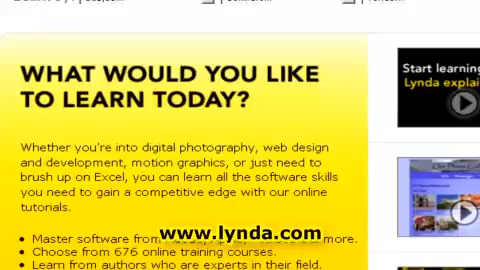 Start learning
Lynda explai
WHAT WOULD YOU LIKE
TO LEARN TODAY?
Whether you're into digital photography, web design
and development, motion graphics, or just need to
brush up on Excel, you can learn all the software skills
you need to gain a competitive edge with our online
tutorials.
www.lynda.com
• Master software from more.
• Choose from 676 online training courses.
• Learn from authors who are experts in their field.